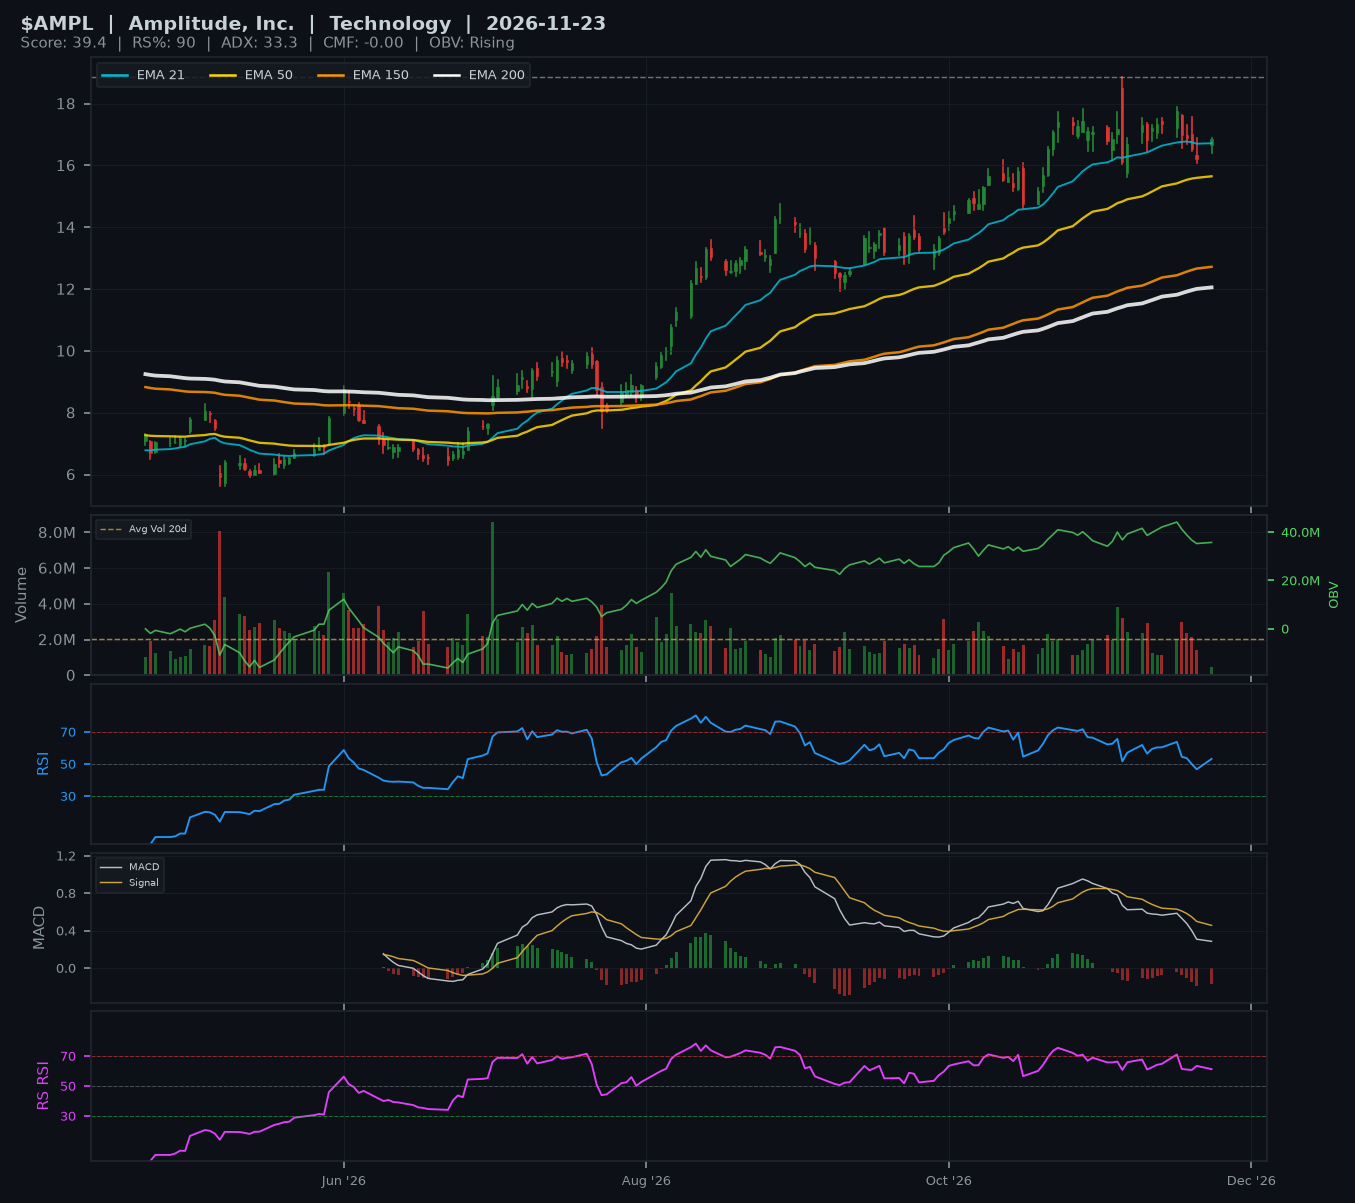 $AMPL | Amplitude, Inc. | Technology | 2026-11-23
Score: 39.4 | RS%: 90 | ADX: 33.3 | CMF: -0.00 | OBV: Rising
EMA 21 EMA 50 EMA 150 EMA 200
18
16
14
12
10
8
6
Avg Vol 20d
Volume
8.0M
6.0M
4.0M
2.0M
0
40.0M
20.0M
0
OBV
RSI
70
50
30
MACD
Signal
MACD
1.2
0.8
0.4
0.0
RS RSI
70
50
30
Jun '26 Aug '26 Oct '26 Dec '26